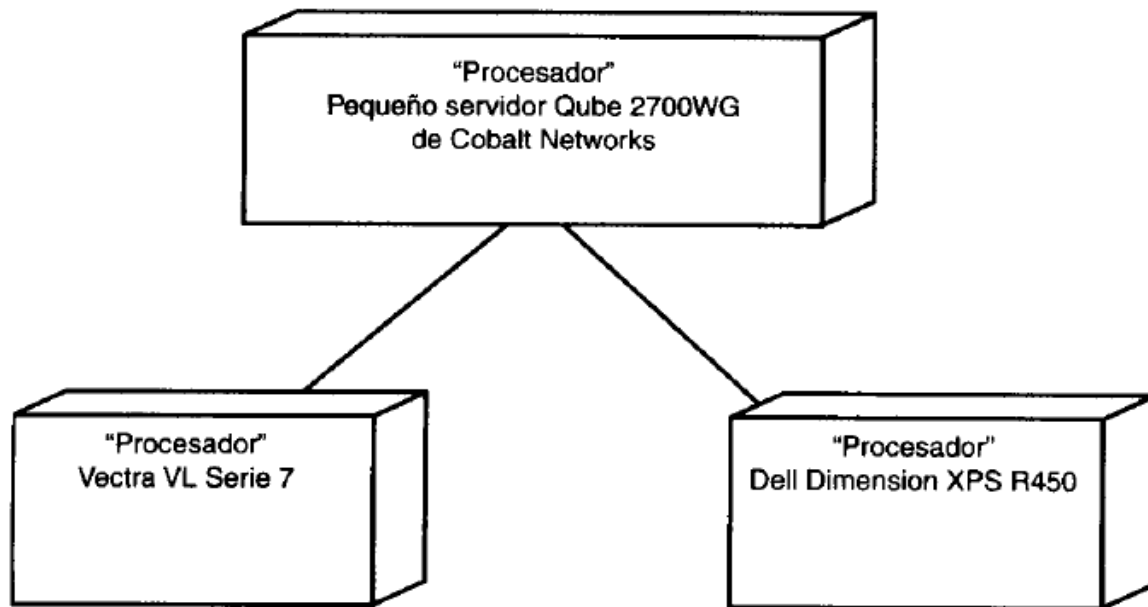 “Procesador”
Pequeño servidor Qube 2700WG
de Cobalt Networks
“Procesador”
Vectra VL Serie 7
“Procesador”
Dell Dimension XPS R450